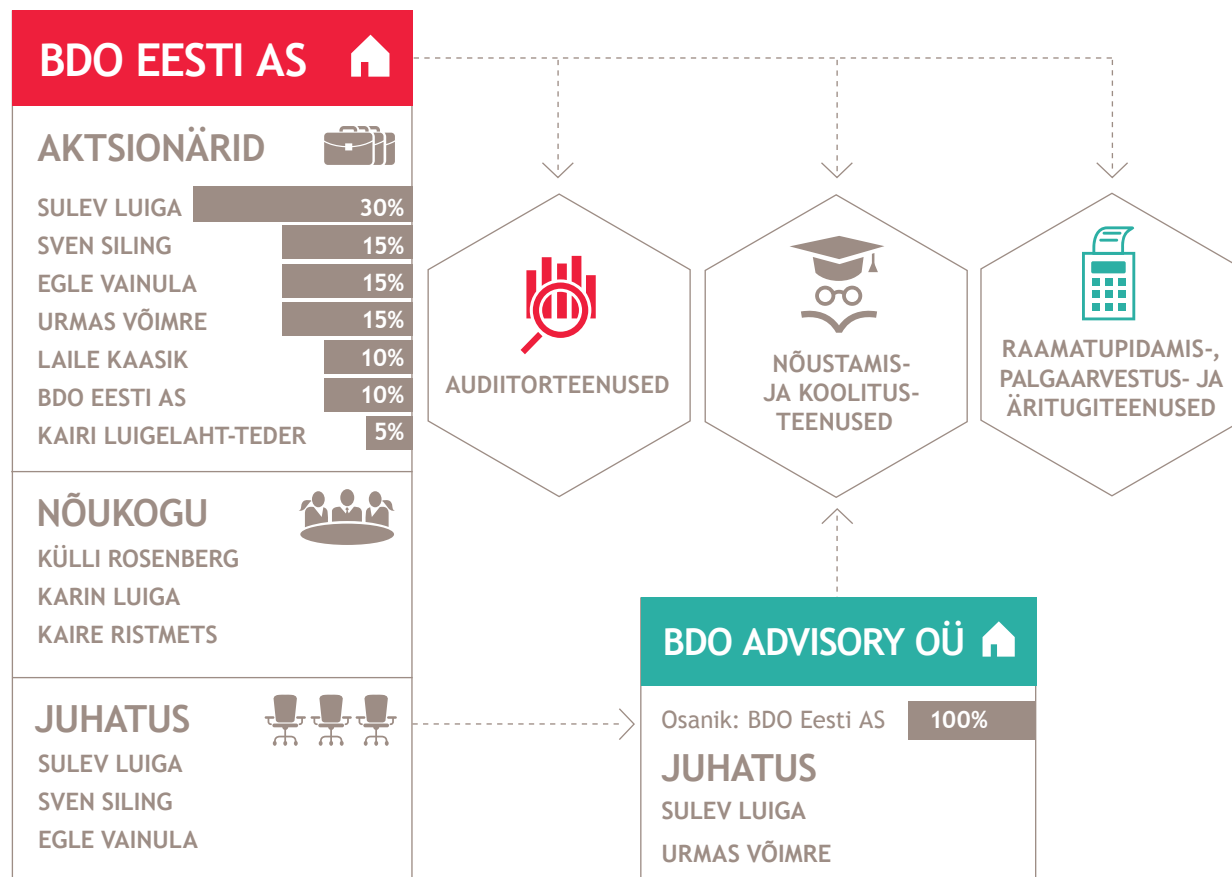 BDO EESTI AS
AKTSIONÄRID
SULEV LUIGA 30%
SVEN SILING 15%
EGLE VAINULA 15%
URMAS VÕIMRE 15%
LAILE KAASIK 10%
BDO EESTI AS 10%
KAIRI LUIGELAHT-TEDER 5%
NÕUKOGU
KÜLLI ROSENBERG
KARIN LUIGA
KAIRE RISTMETS
JUHATUS
SULEV LUIGA
SVEN SILING
EGLE VAINULA
AUDIITORTEENUSED
NÕUSTAMIS-
JA KOOLITUS-
TEENUSED
RAAMATUPIDAMIS-,
PALGAARVESTUS- JA
ÄRITUGITEENUSED
BDO ADVISORY OÜ
Osanik: BDO Eesti AS 100%
JUHATUS
SULEV LUIGA
URMAS VÕIMRE